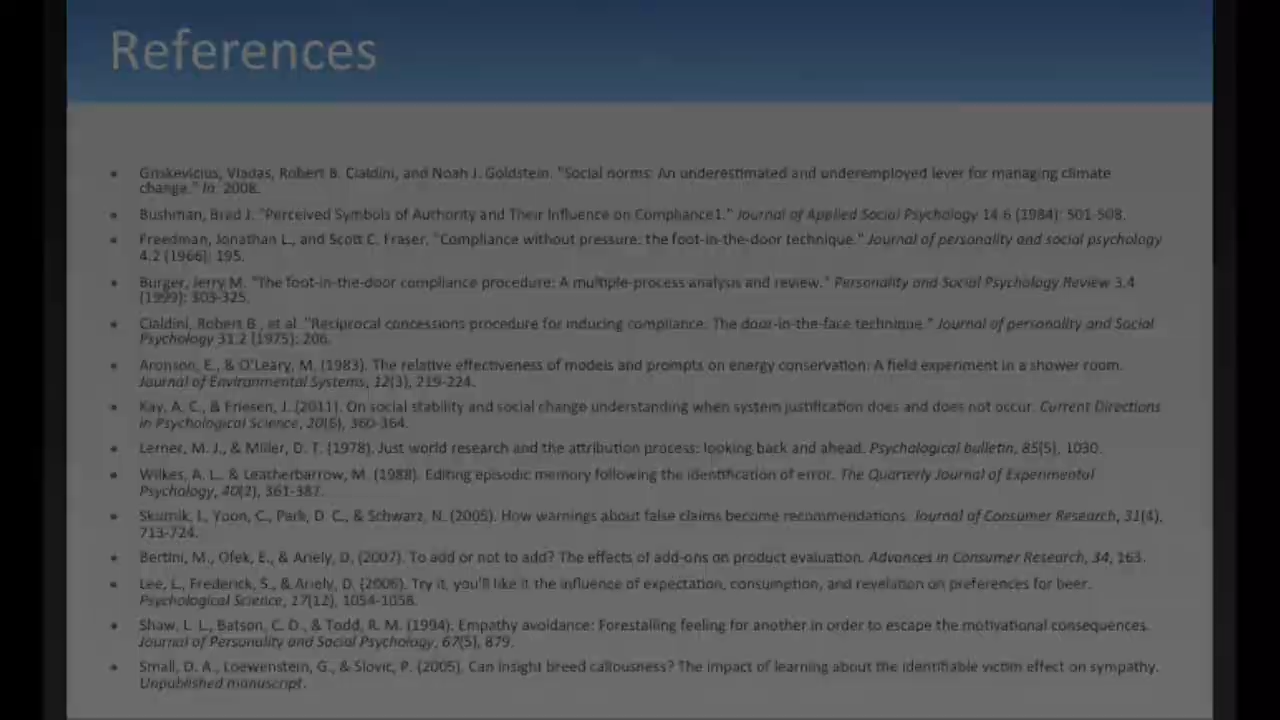 References
• Griskevicius, Vladas, Robert B. Cialdini, and Noah J. Goldstein. "Social norms: An underestimated and underemployed lever for managing climate
change." In. 2008.
• Bushman, Brad J. "Perceived Symbols of Authority and Their Influence on Compliance1." Journal of Applied Social Psychology 14.6 (1984): 501-508.
• Freedman, Jonathan L., and Scott C. Fraser. "Compliance without pressure: the foot-in-the-door technique." Journal of personality and social psychology
4.2 (1966): 195.
• Burger, Jerry M. "The foot-in-the-door compliance procedure: A multiple-process analysis and review." Personality and Social Psychology Review 3.4
(1999): 303-325.
• Cialdini, Robert B., et al. "Reciprocal concessions procedure for inducing compliance: The door-in-the-face technique." Journal of personality and Social
Psychology 31.2 (1975): 206.
• Aronson, E., & O'Leary, M. (1983). The relative effectiveness of models and prompts on energy conservation: A field experiment in a shower room.
Journal of Environmental Systems, 12(3), 219-224.
• Kay, A. C., & Friesen, J. (2011). On social stability and social change understanding when system justification does and does not occur. Current Directions
in Psychological Science, 20(6), 360-364.
• Lerner, M. J., & Miller, D. T. (1978). Just world research and the attribution process: looking back and ahead. Psychological bulletin, 85(5), 1030.
• Wilkes, A. L., & Leatherbarrow, M. (1988). Editing episodic memory following the identification of error. The Quarterly Journal of Experimental
Psychology, 40(2), 361-387.
• Skurnik, I., Yoon, C., Park, D. C., & Schwarz, N. (2005). How warnings about false claims become recommendations. Journal of Consumer Research, 31(4),
713-724.
• Bertini, M., Ofek, E., & Ariely, D. (2007). To add or not to add? The effects of add-ons on product evaluation. Advances in Consumer Research, 34, 163.
• Lee, L., Frederick, S., & Ariely, D. (2006). Try it, you'll like it the influence of expectation, consumption, and revelation on preferences for beer.
Psychological Science, 17(12), 1054-1058.
• Shaw, L. L., Batson, C. D., & Todd, R. M. (1994). Empathy avoidance: Forestalling feeling for another in order to escape the motivational consequences.
Journal of Personality and Social Psychology, 67(5), 879.
• Small, D. A., Loewenstein, G., & Slovic, P. (2005). Can insight breed callousness? The impact of learning about the identifiable victim effect on sympathy.
Unpublished manuscript.